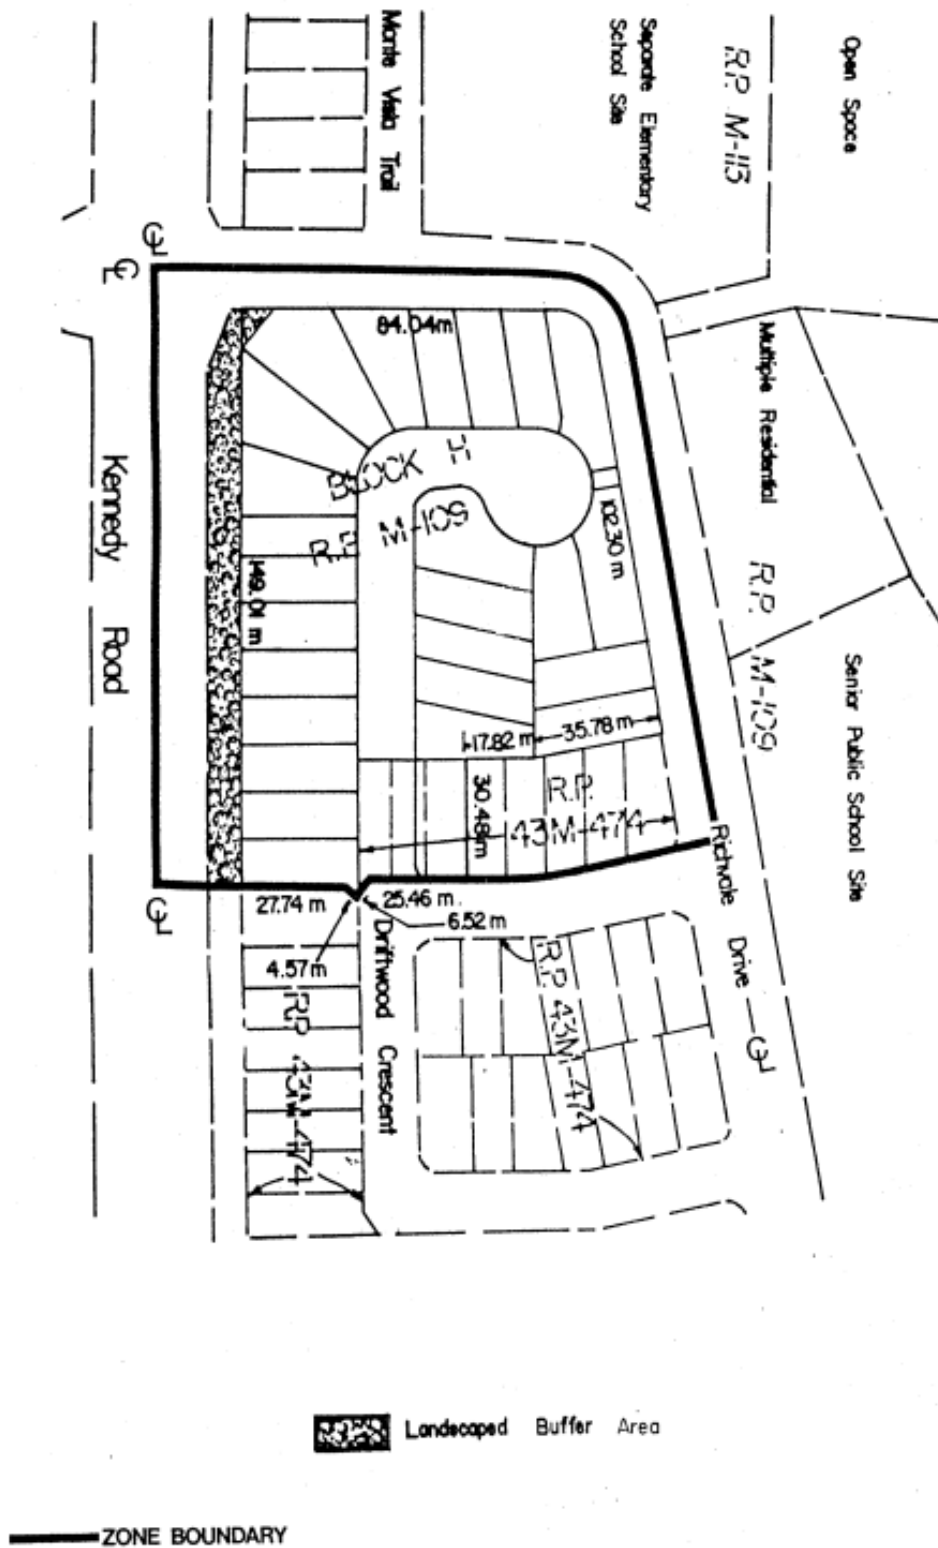 Open Space
R.P. M-113
Separate Elementary
School Site
Monte Vista Trail
℄
℄
84.04m
Multiple Residential
BLOCK H
R.P. M-109
102.30 m
Kennedy Road
149.01 m
R.P. M-109
Senior Public School Site
17.82 m
35.78 m
30.48m
R.P.
43M-474
Richvale Drive ℄
℄
27.74 m
25.46 m
6.52 m
4.57m
Driftwood Crescent
R.P. 43M-474
R.P. 43M-474
Landscaped Buffer Area
ZONE BOUNDARY